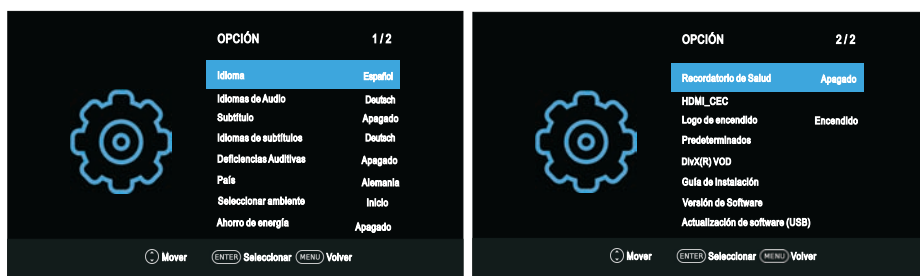 OPCIÓN 1/2
Idioma Español
Idiomas de Audio Deutsch
Subtítulo Apagado
Idiomas de subtítulos Deutsch
Deficiencias Auditivas Apagado
País Alemania
Seleccionar ambiente Inicio
Ahorro de energía Apagado
Mover ENTER Seleccionar MENU Volver
OPCIÓN 2/2
Recordatorio de Salud Apagado
HDMI_CEC
Logo de encendido Encendido
Predeterminados
DivX(R) VOD
Guía de Instalación
Versión de Software
Actualización de software (USB)
Mover ENTER Seleccionar MENU Volver